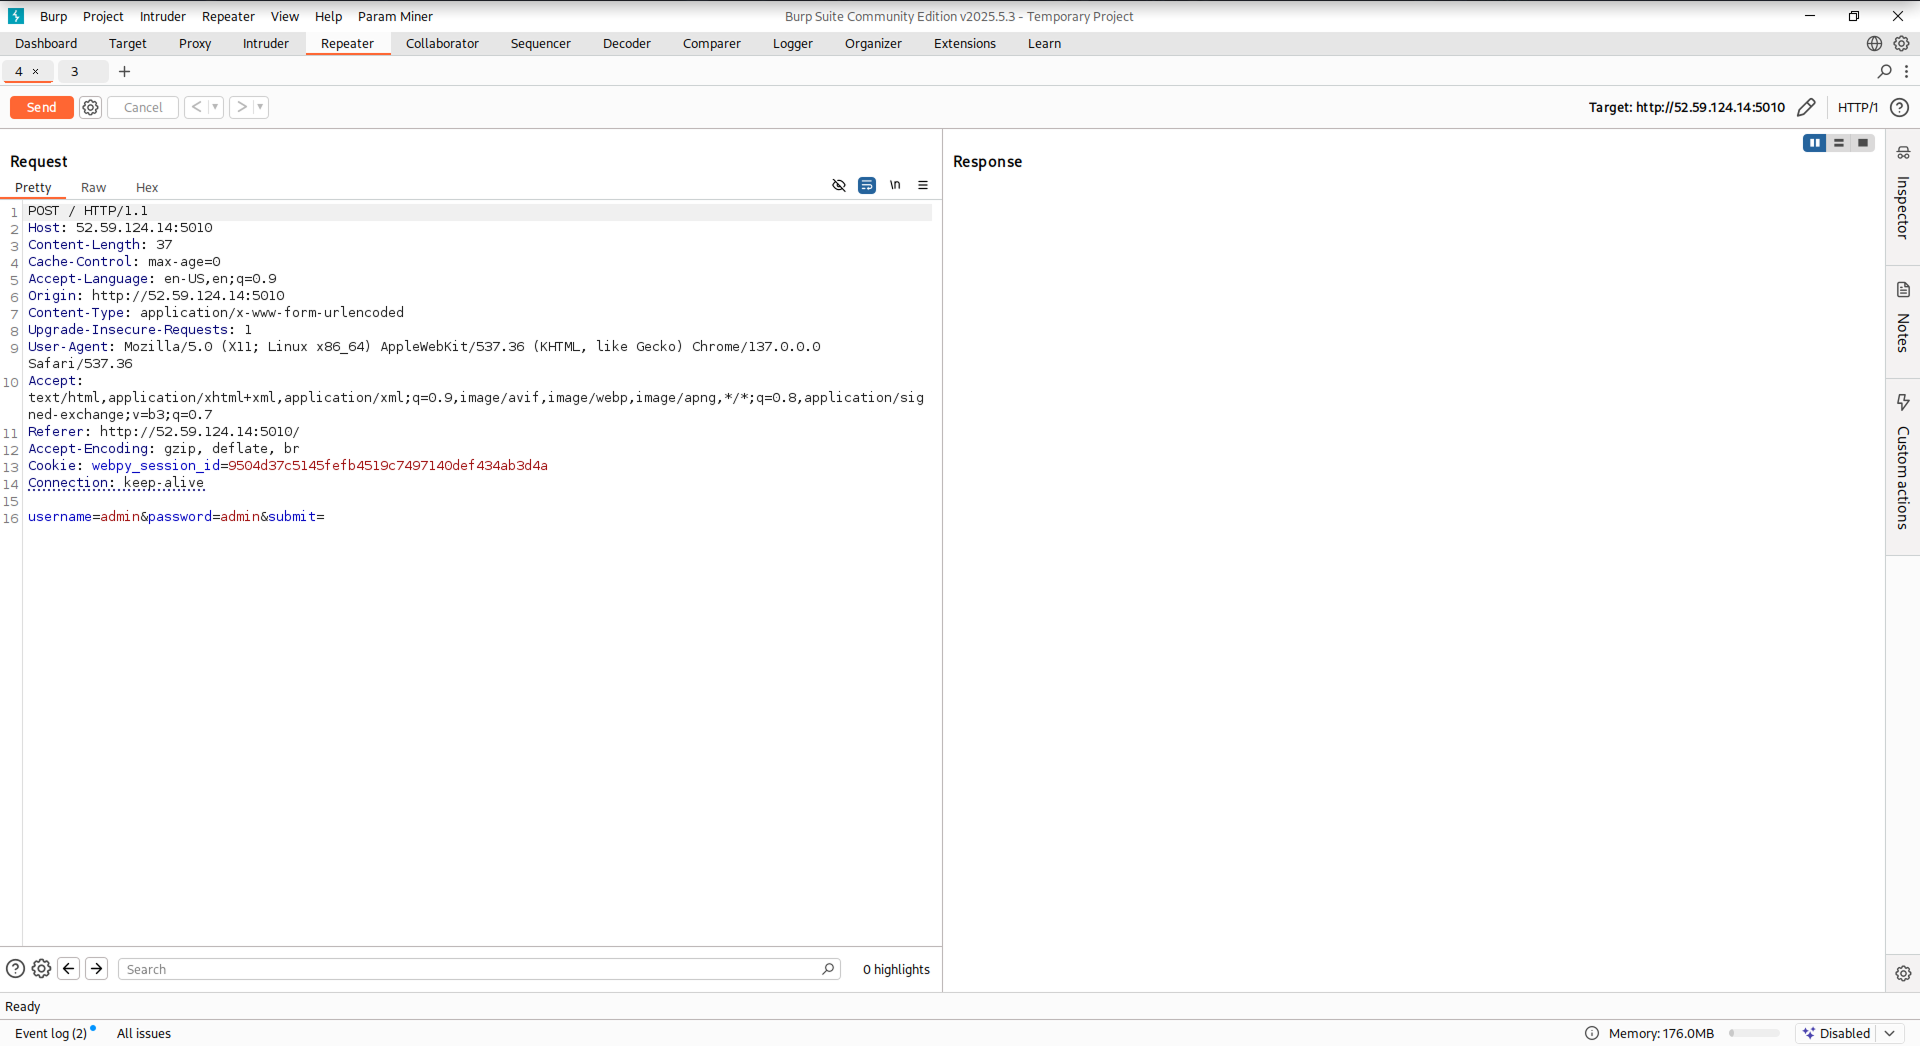 Burp Project Intruder Repeater View Help Param Miner
Burp Suite Community Edition v2025.5.3 - Temporary Project
Dashboard Target Proxy Intruder Repeater Collaborator Sequencer Decoder Comparer Logger Organizer Extensions Learn
4 × 3 +
Send Cancel < >
Target: http://52.59.124.14:5010 HTTP/1 ?
Request
Pretty Raw Hex
\n
1 POST / HTTP/1.1
2 Host: 52.59.124.14:5010
3 Content-Length: 37
4 Cache-Control: max-age=0
5 Accept-Language: en-US,en;q=0.9
6 Origin: http://52.59.124.14:5010
7 Content-Type: application/x-www-form-urlencoded
8 Upgrade-Insecure-Requests: 1
9 User-Agent: Mozilla/5.0 (X11; Linux x86_64) AppleWebKit/537.36 (KHTML, like Gecko) Chrome/137.0.0.0
Safari/537.36
10 Accept:
text/html,application/xhtml+xml,application/xml;q=0.9,image/avif,image/webp,image/apng,*/*;q=0.8,application/sig
ned-exchange;v=b3;q=0.7
11 Referer: http://52.59.124.14:5010/
12 Accept-Encoding: gzip, deflate, br
13 Cookie: webpy_session_id=9504d37c5145fefb4519c7497140def434ab3d4a
14 Connection: keep-alive
15
16 username=admin&password=admin&submit=
Response
Inspector
Notes
Custom actions
? Search 0 highlights
Ready
Event log (2) All issues
Memory: 176.0MB Disabled